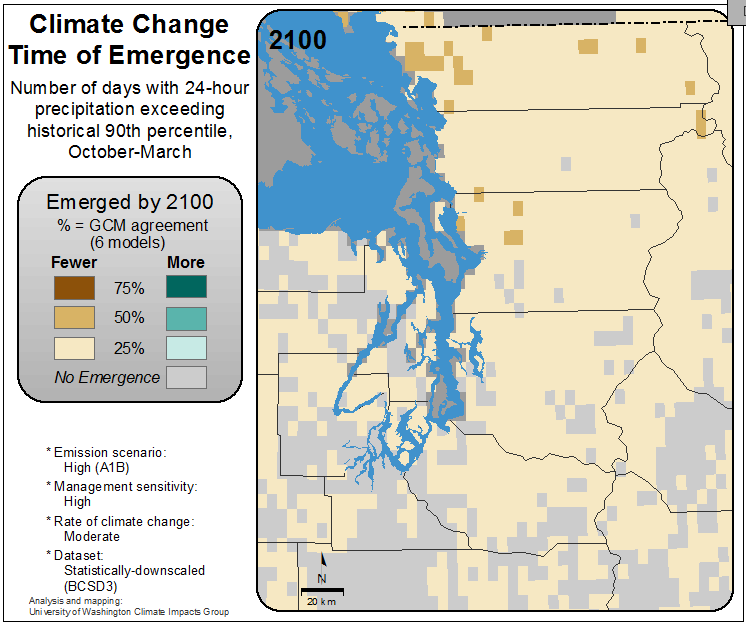 Climate Change
Time of Emergence
Number of days with 24-hour
precipitation exceeding
historical 90th percentile,
October-March
Emerged by 2100
% = GCM agreement
(6 models)
Fewer More
75%
50%
25%
No Emergence
* Emission scenario:
High (A1B)
* Management sensitivity:
High
* Rate of climate change:
Moderate
* Dataset:
Statistically-downscaled
(BCSD3)
Analysis and mapping:
University of Washington Climate Impacts Group
2100
N
20 km